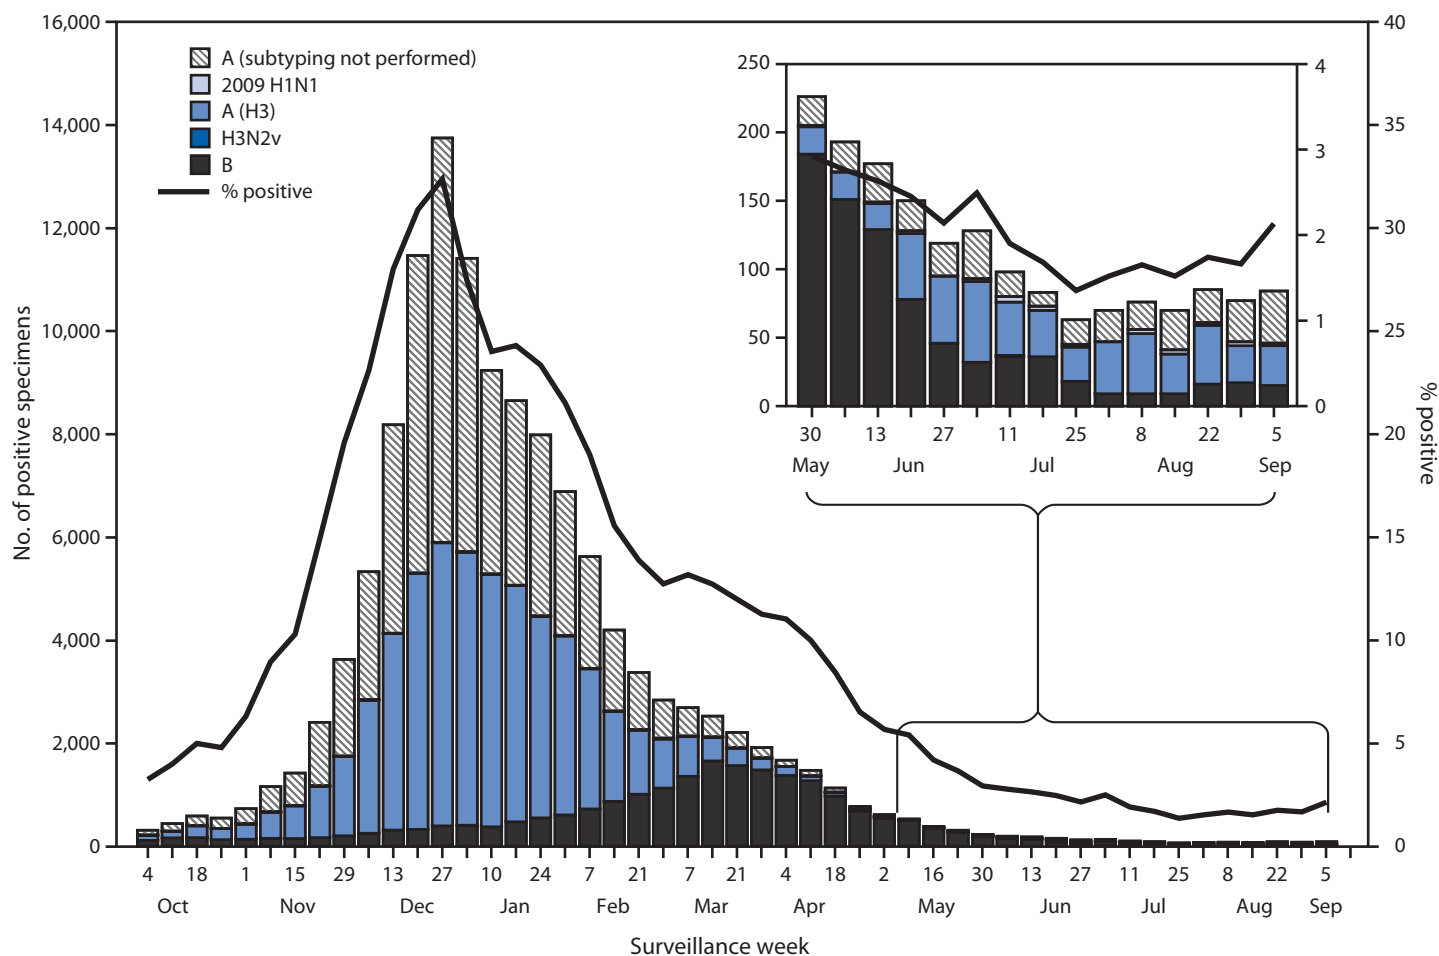 16,000
14,000
12,000
10,000
8,000
6,000
4,000
2,000
0
No. of positive specimens
A (subtyping not performed)
2009 H1N1
A (H3)
H3N2v
B
% positive
250
200
150
100
50
0
4
3
2
1
0
30 13 27 11 25 8 22 5
May Jun Jul Aug Sep
40
35
30
25
20
15
10
5
0
% positive
4 18 1 15 29 13 27 10 24 7 21 7 21 4 18 2 16 30 13 27 11 25 8 22 5
Oct Nov Dec Jan Feb Mar Apr May Jun Jul Aug Sep
Surveillance week